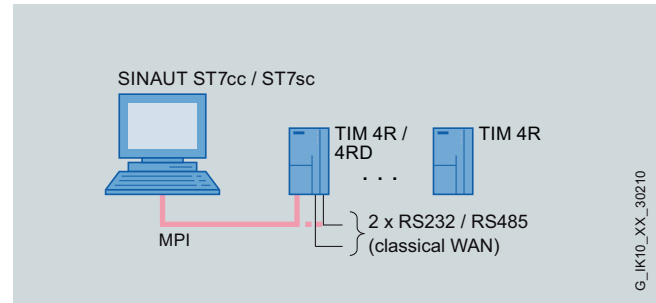 SINAUT ST7cc / ST7sc
TIM 4R /
4RD
TIM 4R
. . .
2 x RS232 / RS485
(classical WAN)
MPI
G_IK10_XX_30210